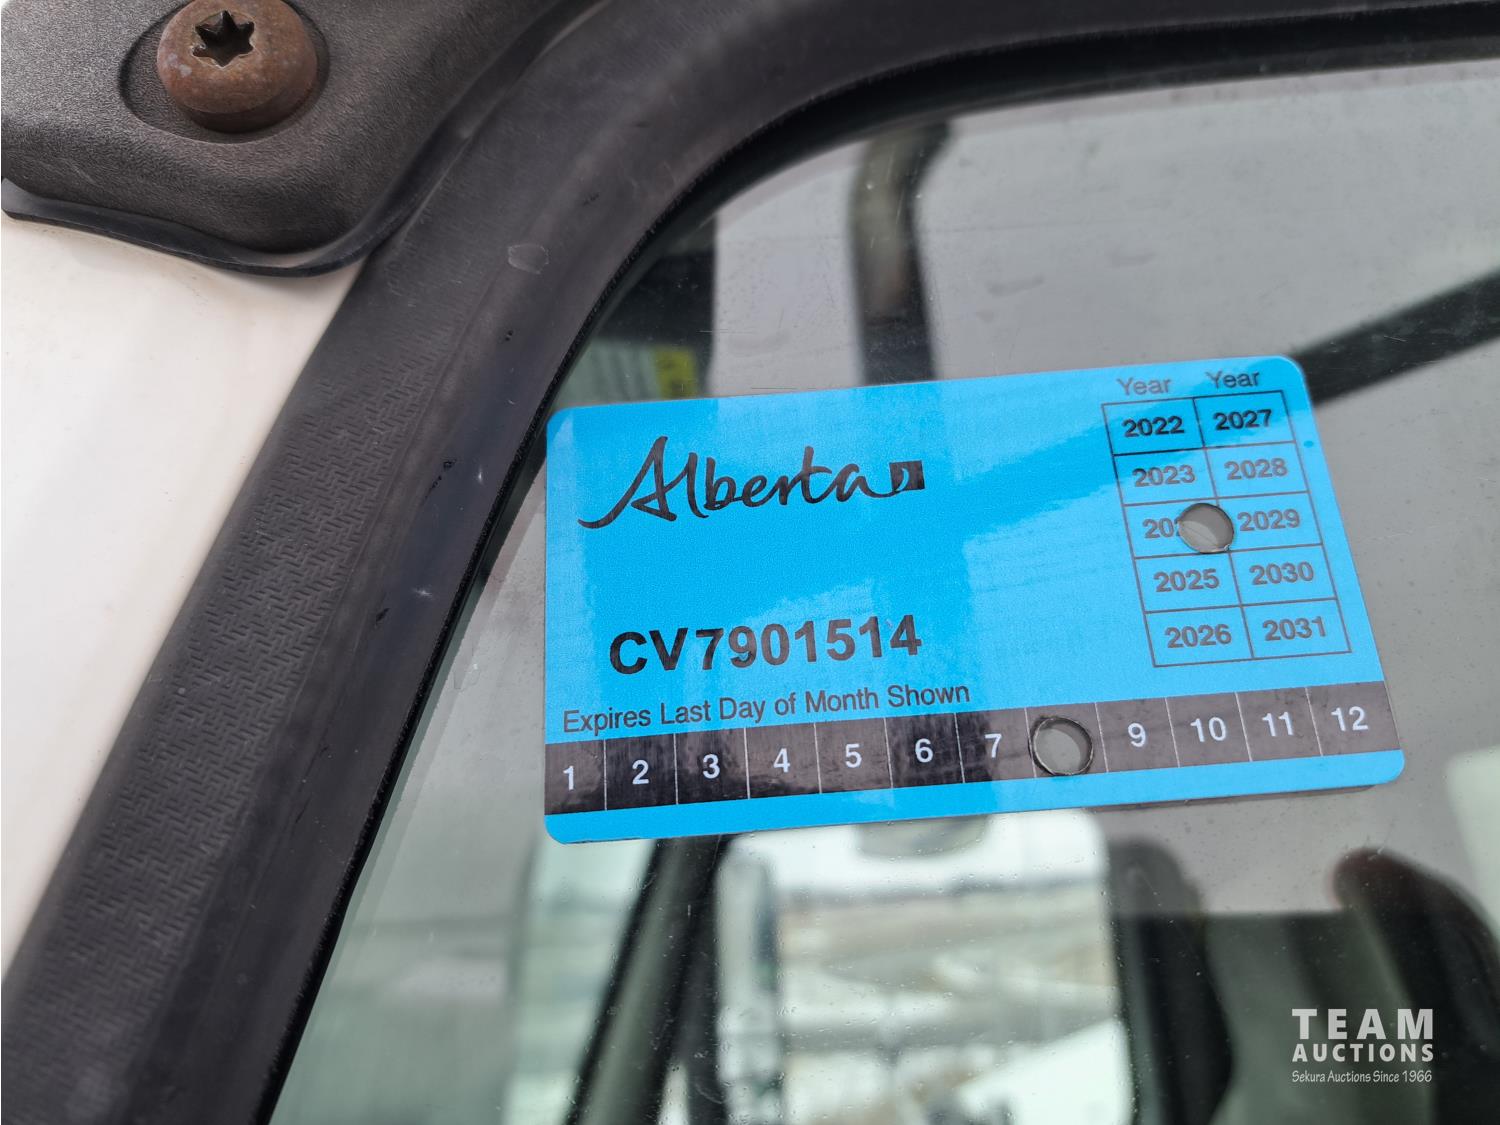 Alberta
Year Year
2022 2027
2023 2028
2029
2025 2030
2026 2031
CV7901514
Expires Last Day of Month Shown
1 2 3 4 5 6 7 9 10 11 12
TEAM
AUCTIONS
Sekura Auctions Since 1966